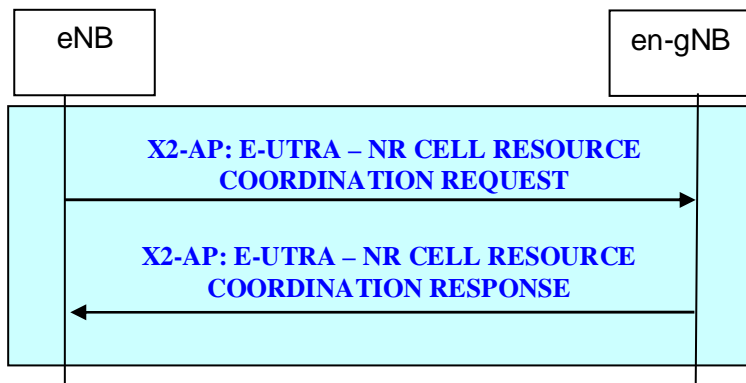 eNB
en-gNB
X2-AP: E-UTRA – NR CELL RESOURCE
COORDINATION REQUEST
X2-AP: E-UTRA – NR CELL RESOURCE
COORDINATION RESPONSE